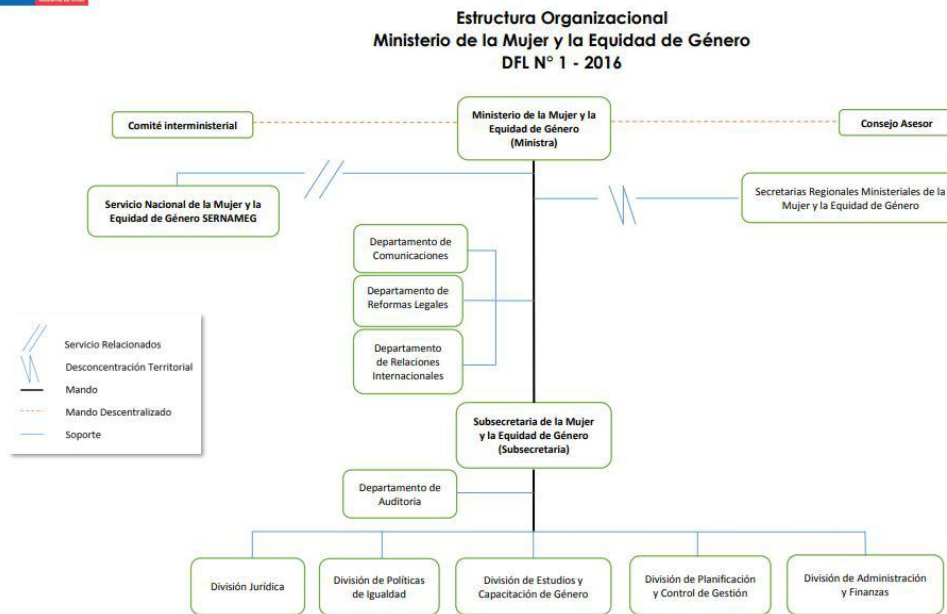 Estructura Organizacional
Ministerio de la Mujer y la Equidad de Género
DFL N° 1 - 2016
Comité interministerial
Ministerio de la Mujer y la
Equidad de Género
(Ministra)
Consejo Asesor
Servicio Nacional de la Mujer y la
Equidad de Género SERNAMEG
Secretarias Regionales Ministeriales de la
Mujer y la Equidad de Género
Departamento de
Comunicaciones
Departamento de
Reformas Legales
Departamento
de Relaciones
Internacionales
Servicio Relacionados
Desconcentración Territorial
Mando
Mando Descentralizado
Soporte
Subsecretaria de la Mujer
y la Equidad de Género
(Subsecretaria)
Departamento de
Auditoria
División Jurídica
División de Políticas
de Igualdad
División de Estudios y
Capacitación de Género
División de Planificación
y Control de Gestión
División de Administración
y Finanzas